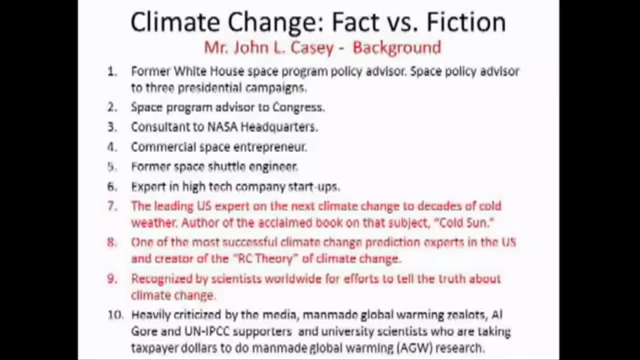 Climate Change: Fact vs. Fiction
Mr. John L. Casey - Background
1. Former White House space program policy advisor. Space policy advisor
to three presidential campaigns.
2. Space program advisor to Congress.
3. Consultant to NASA Headquarters.
4. Commercial space entrepreneur.
5. Former space shuttle engineer.
6. Expert in high tech company start-ups.
7. The leading US expert on the next climate change to decades of cold
weather. Author of the acclaimed book on that subject, “Cold Sun.”
8. One of the most successful climate change prediction experts in the US
and creator of the “RC Theory” of climate change.
9. Recognized by scientists worldwide for efforts to tell the truth about
climate change.
10. Heavily criticized by the media, manmade global warming zealots, Al
Gore and UN-IPCC supporters and university scientists who are taking
taxpayer dollars to do manmade global warming (AGW) research.